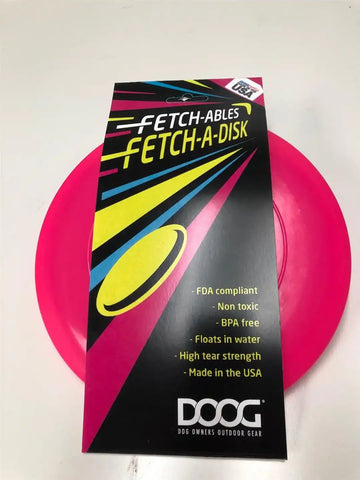 USA
FETCH-ABLES
FETCH-A-DISK
- FDA compliant
- Non toxic
- BPA free
- Floats in water
- High tear strength
- Made in the USA
DOOG
DOG OWNERS OUTDOOR GEAR